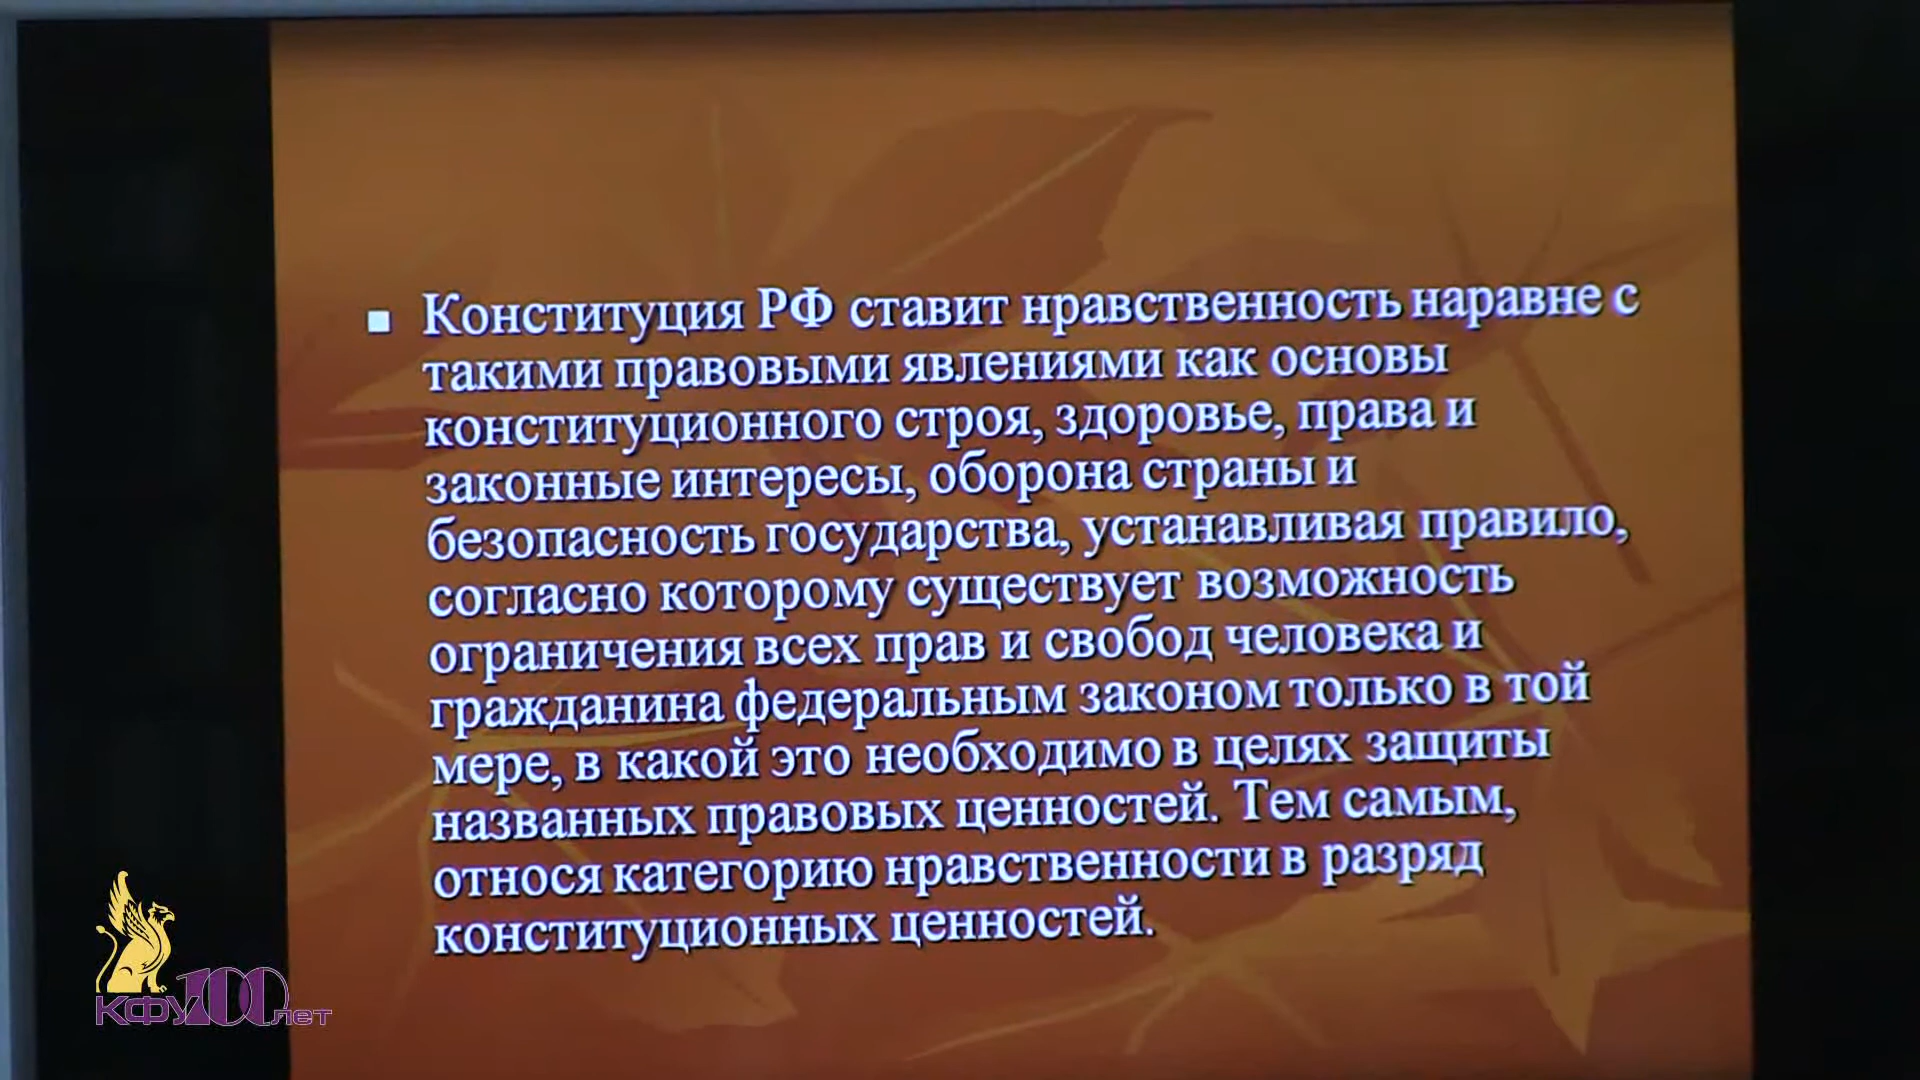 Конституция РФ ставит нравственность наравне с
такими правовыми явлениями как основы
конституционного строя, здоровье, права и
законные интересы, оборона страны и
безопасность государства, устанавливая правило,
согласно которому существует возможность
ограничения всех прав и свобод человека и
гражданина федеральным законом только в той
мере, в какой это необходимо в целях защиты
названных правовых ценностей. Тем самым,
относя категорию нравственности в разряд
конституционных ценностей.
КФУ 100 лет